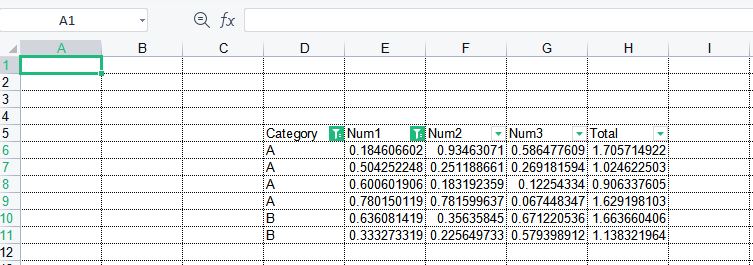 A1 fx
A B C D E F G H I
1
2
3
4
5 Category Num1 Num2 Num3 Total
6 A 0.184606602 0.93463071 0.586477609 1.705714922
7 A 0.504252248 0.251188661 0.269181594 1.024622503
8 A 0.600601906 0.183192359 0.12254334 0.906337605
9 A 0.780150119 0.781599637 0.067448347 1.629198103
10 B 0.636081419 0.35635845 0.671220536 1.663660406
11 B 0.333273319 0.225649733 0.579398912 1.138321964
12